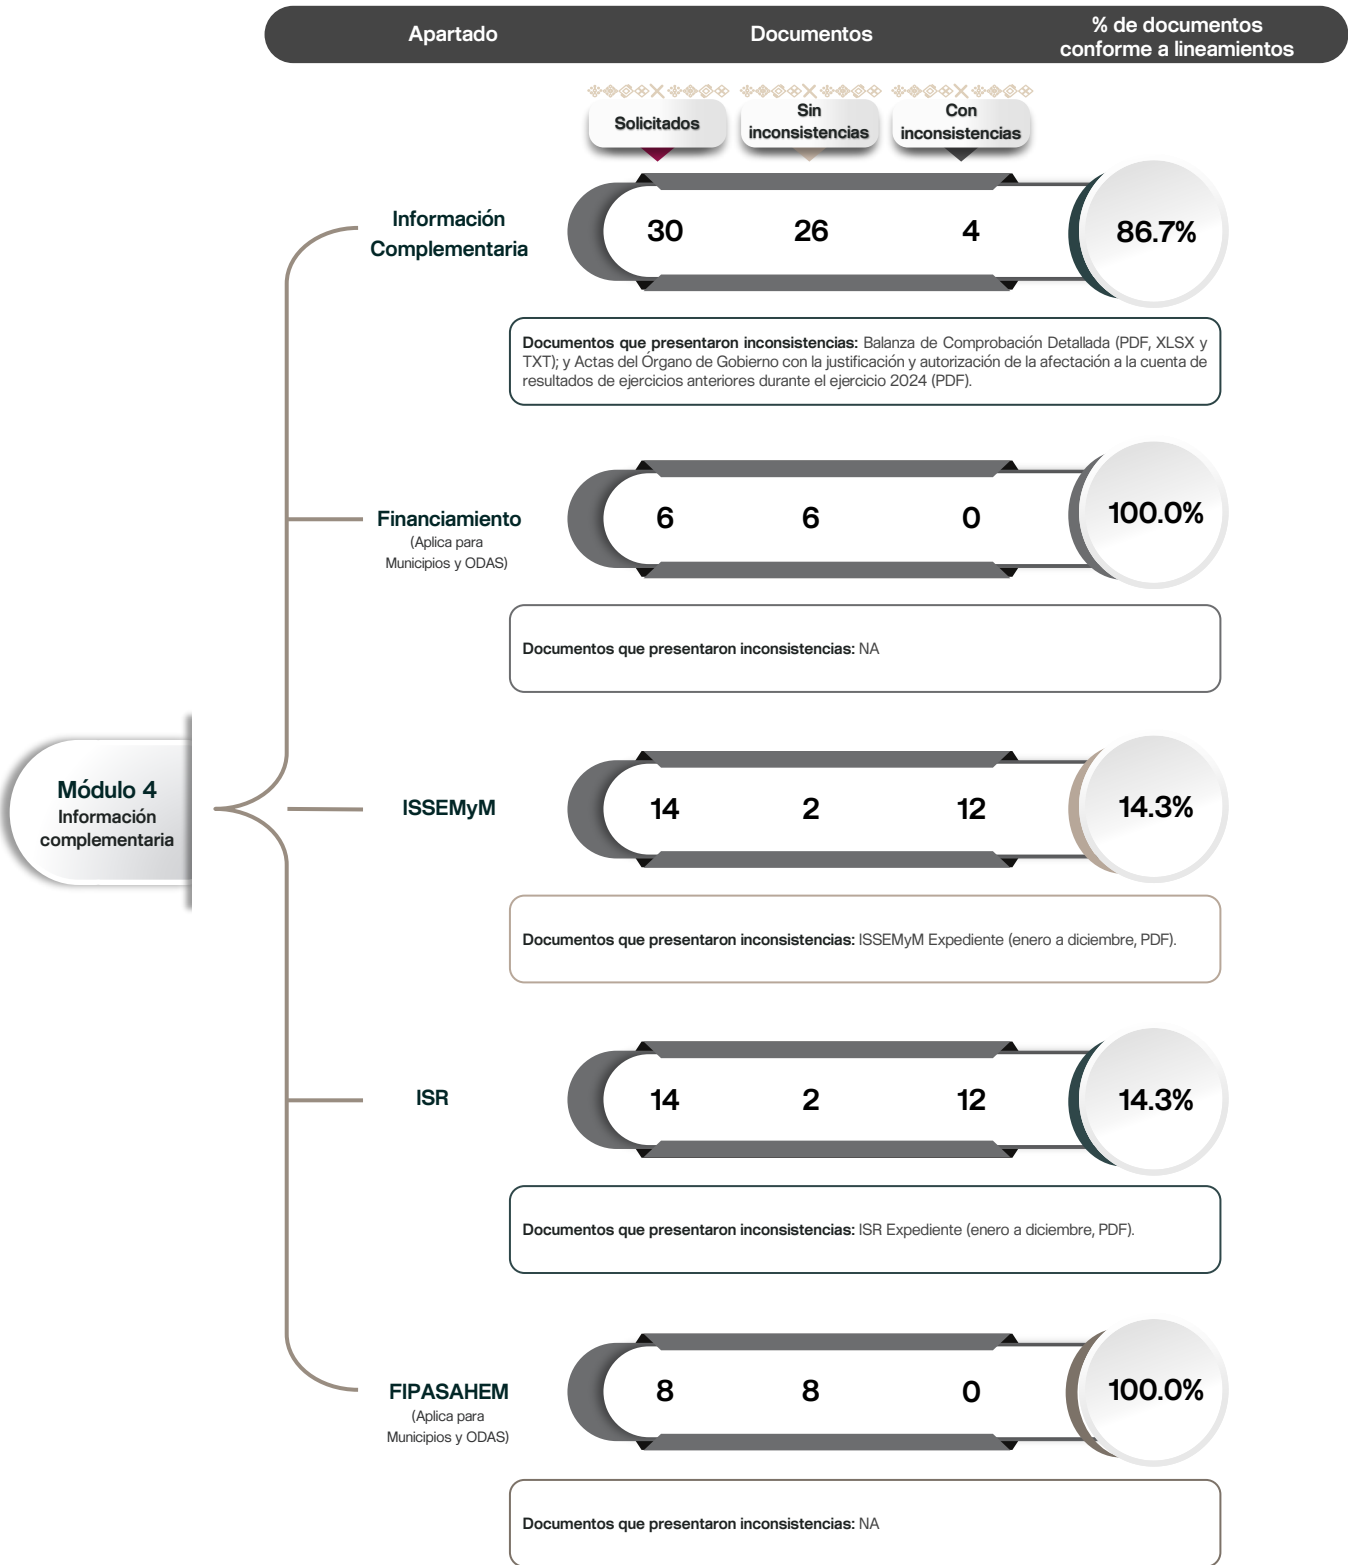 Apartado
Documentos
% de documentos
conforme a lineamientos
Solicitados
Sin
inconsistencias
Con
inconsistencias
Información
Complementaria
30
26
4
86.7%
Documentos que presentaron inconsistencias: Balanza de Comprobación Detallada (PDF, XLSX y
TXT); y Actas del Órgano de Gobierno con la justificación y autorización de la afectación a la cuenta de
resultados de ejercicios anteriores durante el ejercicio 2024 (PDF).
Financiamiento
(Aplica para
Municipios y ODAS)
6
6
0
100.0%
Documentos que presentaron inconsistencias: NA
Módulo 4
Información
complementaria
ISSEMyM
14
2
12
14.3%
Documentos que presentaron inconsistencias: ISSEMyM Expediente (enero a diciembre, PDF).
ISR
14
2
12
14.3%
Documentos que presentaron inconsistencias: ISR Expediente (enero a diciembre, PDF).
FIPASAHEM
(Aplica para
Municipios y ODAS)
8
8
0
100.0%
Documentos que presentaron inconsistencias: NA